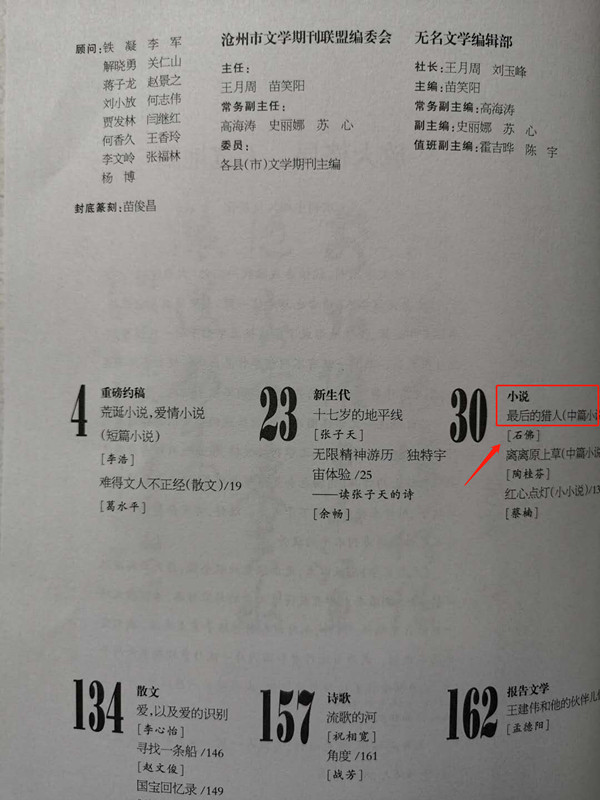 顾问:铁 凝 李 军
解晓勇 关仁山
蒋子龙 赵景之
刘小放 何志伟
贾发林 闫继红
何香久 王香玲
李文岭 张福林
杨 博
封底篆刻:苗俊昌
沧州市文学期刊联盟编委会
主任:
王月周 苗笑阳
常务副主任:
高海涛 史丽娜 苏 心
委员:
各县(市)文学期刊主编
无名文学编辑部
社长:王月周 刘玉峰
主编:苗笑阳
常务副主编:高海涛
副主编:史丽娜 苏 心
值班副主编:霍吉晔 陈 宇
4 重磅约稿
荒诞小说,爱情小说
(短篇小说)
[李浩]
难得文人不正经(散文)/19
[葛水平]
23 新生代
十七岁的地平线
[张子天]
无限精神游历 独特宇
宙体验 /25
——读张子天的诗
[余畅]
30 小说
最后的猎人(中篇小
[石佛]
离离原上草(中篇小说
[陶桂芬]
红心点灯(小小说)/13
[蔡楠]
134 散文
爱,以及爱的识别
[李心怡]
寻找一条船 /146
[赵文俊]
国宝回忆录 /149
157 诗歌
流歌的河
[祝相宽]
角度 /161
[战芳]
162 报告文学
王建伟和他的伙伴儿
[孟德阳]